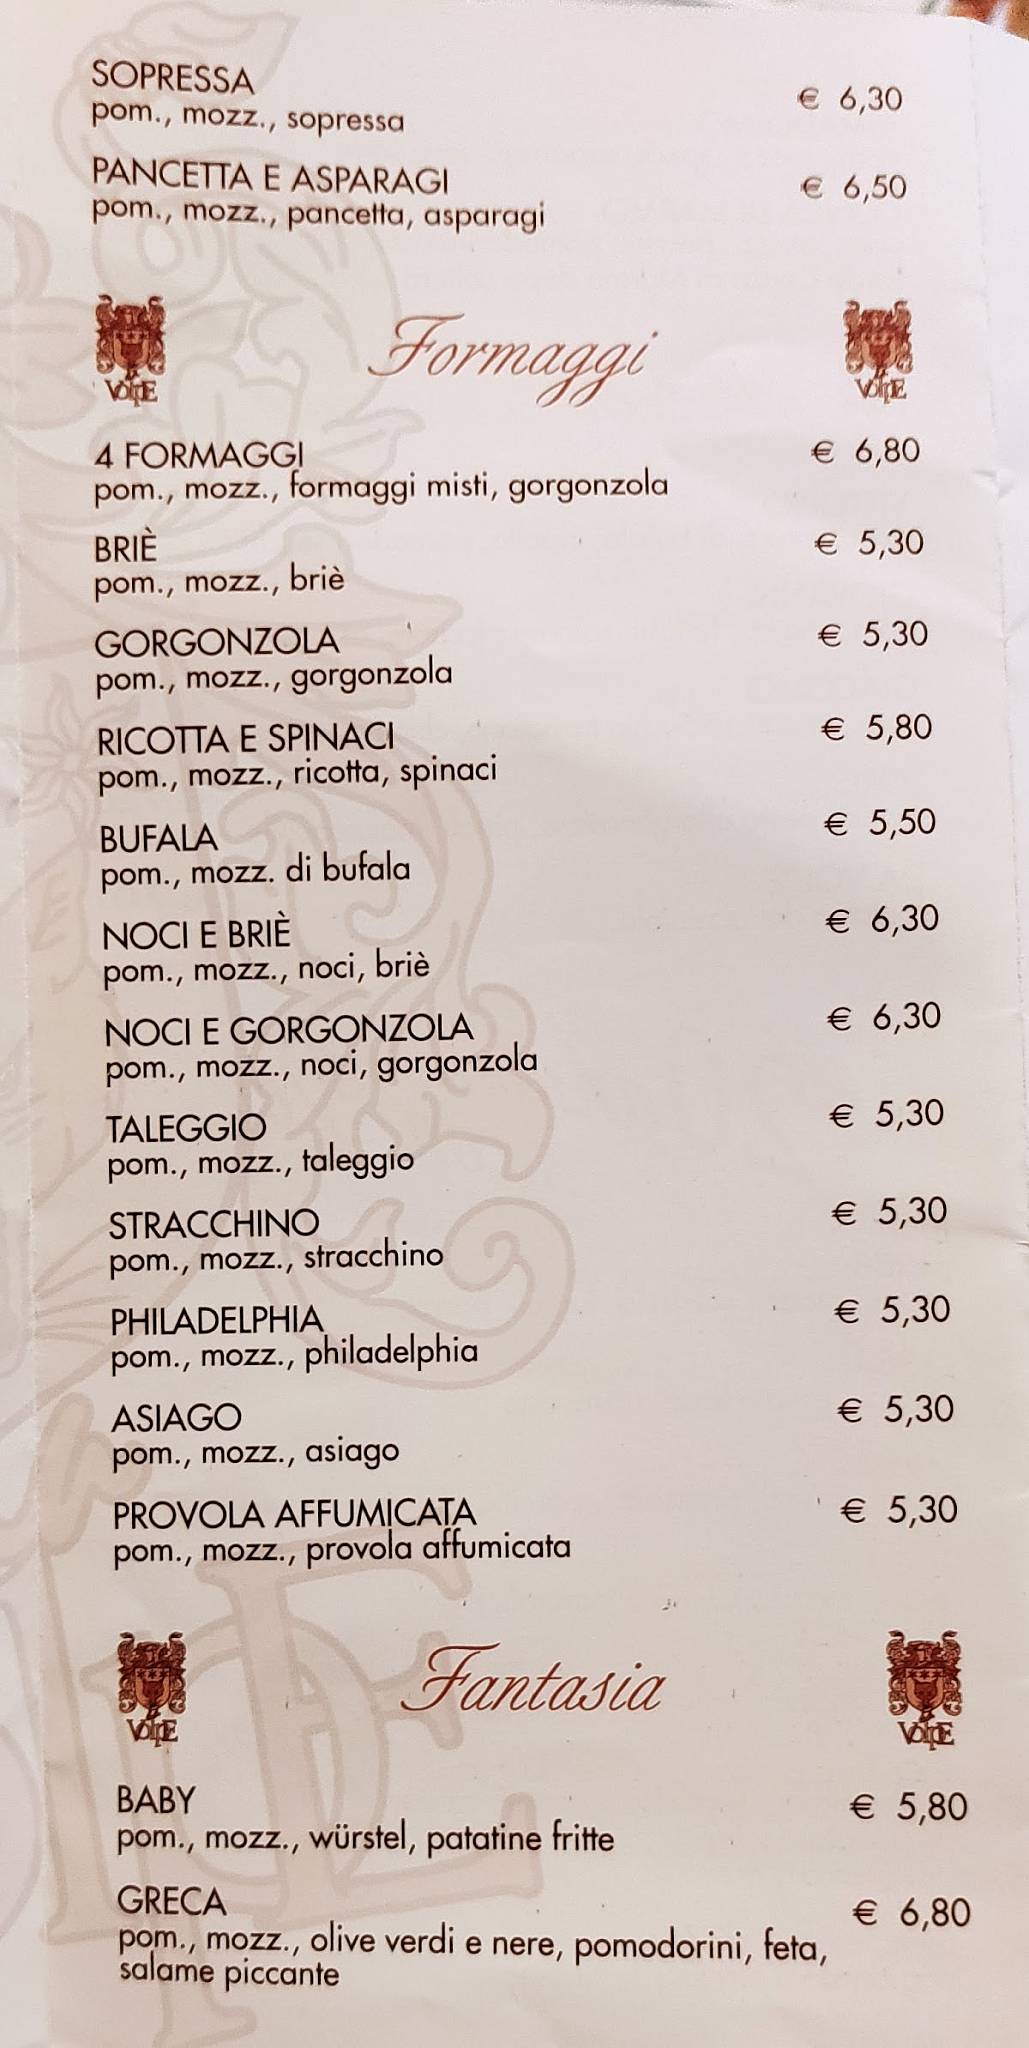 SOPRESSA € 6,30
pom., mozz., sopressa
PANCETTA E ASPARAGI € 6,50
pom., mozz., pancetta, asparagi
VOLPE Formaggi VOLPE
4 FORMAGGI € 6,80
pom., mozz., formaggi misti, gorgonzola
BRIÈ € 5,30
pom., mozz., briè
GORGONZOLA € 5,30
pom., mozz., gorgonzola
RICOTTA E SPINACI € 5,80
pom., mozz., ricotta, spinaci
BUFALA € 5,50
pom., mozz. di bufala
NOCI E BRIÈ € 6,30
pom., mozz., noci, briè
NOCI E GORGONZOLA € 6,30
pom., mozz., noci, gorgonzola
TALEGGIO € 5,30
pom., mozz., taleggio
STRACCHINO € 5,30
pom., mozz., stracchino
PHILADELPHIA € 5,30
pom., mozz., philadelphia
ASIAGO € 5,30
pom., mozz., asiago
PROVOLA AFFUMICATA € 5,30
pom., mozz., provola affumicata
VOLPE Fantasia VOLPE
BABY € 5,80
pom., mozz., würstel, patatine fritte
GRECA € 6,80
pom., mozz., olive verdi e nere, pomodorini, feta,
salame piccante